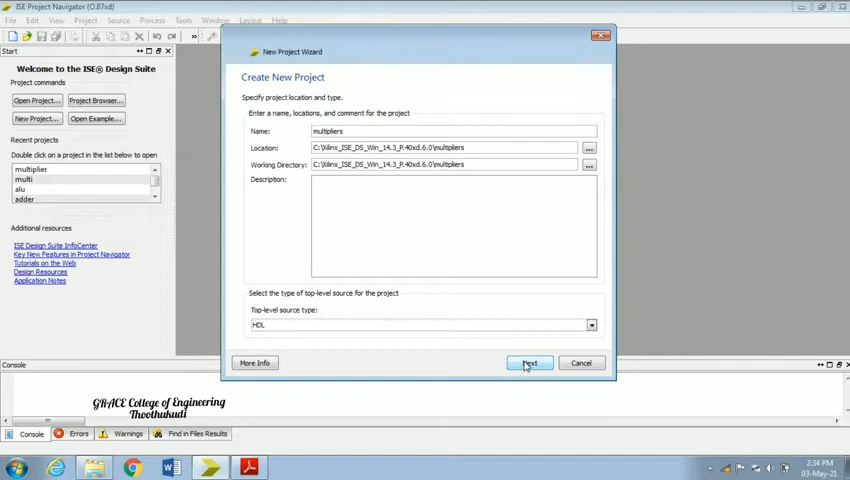 ISE Project Navigator (O.87xd)
File Edit View Project Source Process Tools Window Layout Help
»
Start
Welcome to the ISE® Design Suite
Project commands
Open Project... Project Browser...
New Project... Open Example...
Recent projects
Double click on a project in the list below to open
multiplier
multi
alu
adder
Additional resources
ISE Design Suite InfoCenter
Key New Features in Project Navigator
Tutorials on the Web
Design Resources
Application Notes
New Project Wizard
Create New Project
Specify project location and type.
Enter a name, locations, and comment for the project
Name: multipliers
Location: C:\Xilinx_ISE_DS_Win_14.3_P.40xd.6.0\multipliers ...
Working Directory: C:\Xilinx_ISE_DS_Win_14.3_P.40xd.6.0\multipliers ...
Description:
Select the type of top-level source for the project
Top-level source type:
HDL
More Info Next Cancel
Console
GRACE College of Engineering
Thoothukudi
Console Errors Warnings Find in Files Results
2:34 PM
03-May-21